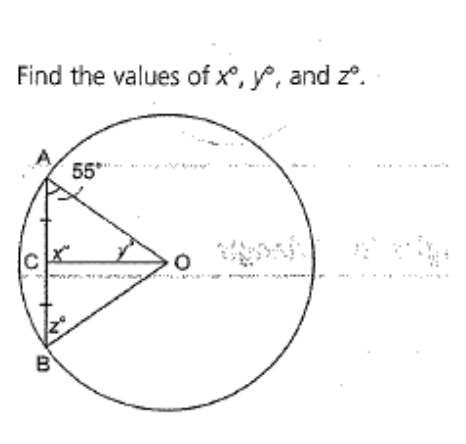 Find the values of x°, y°, and z°.
A
55°
C x° y° O
z°
B